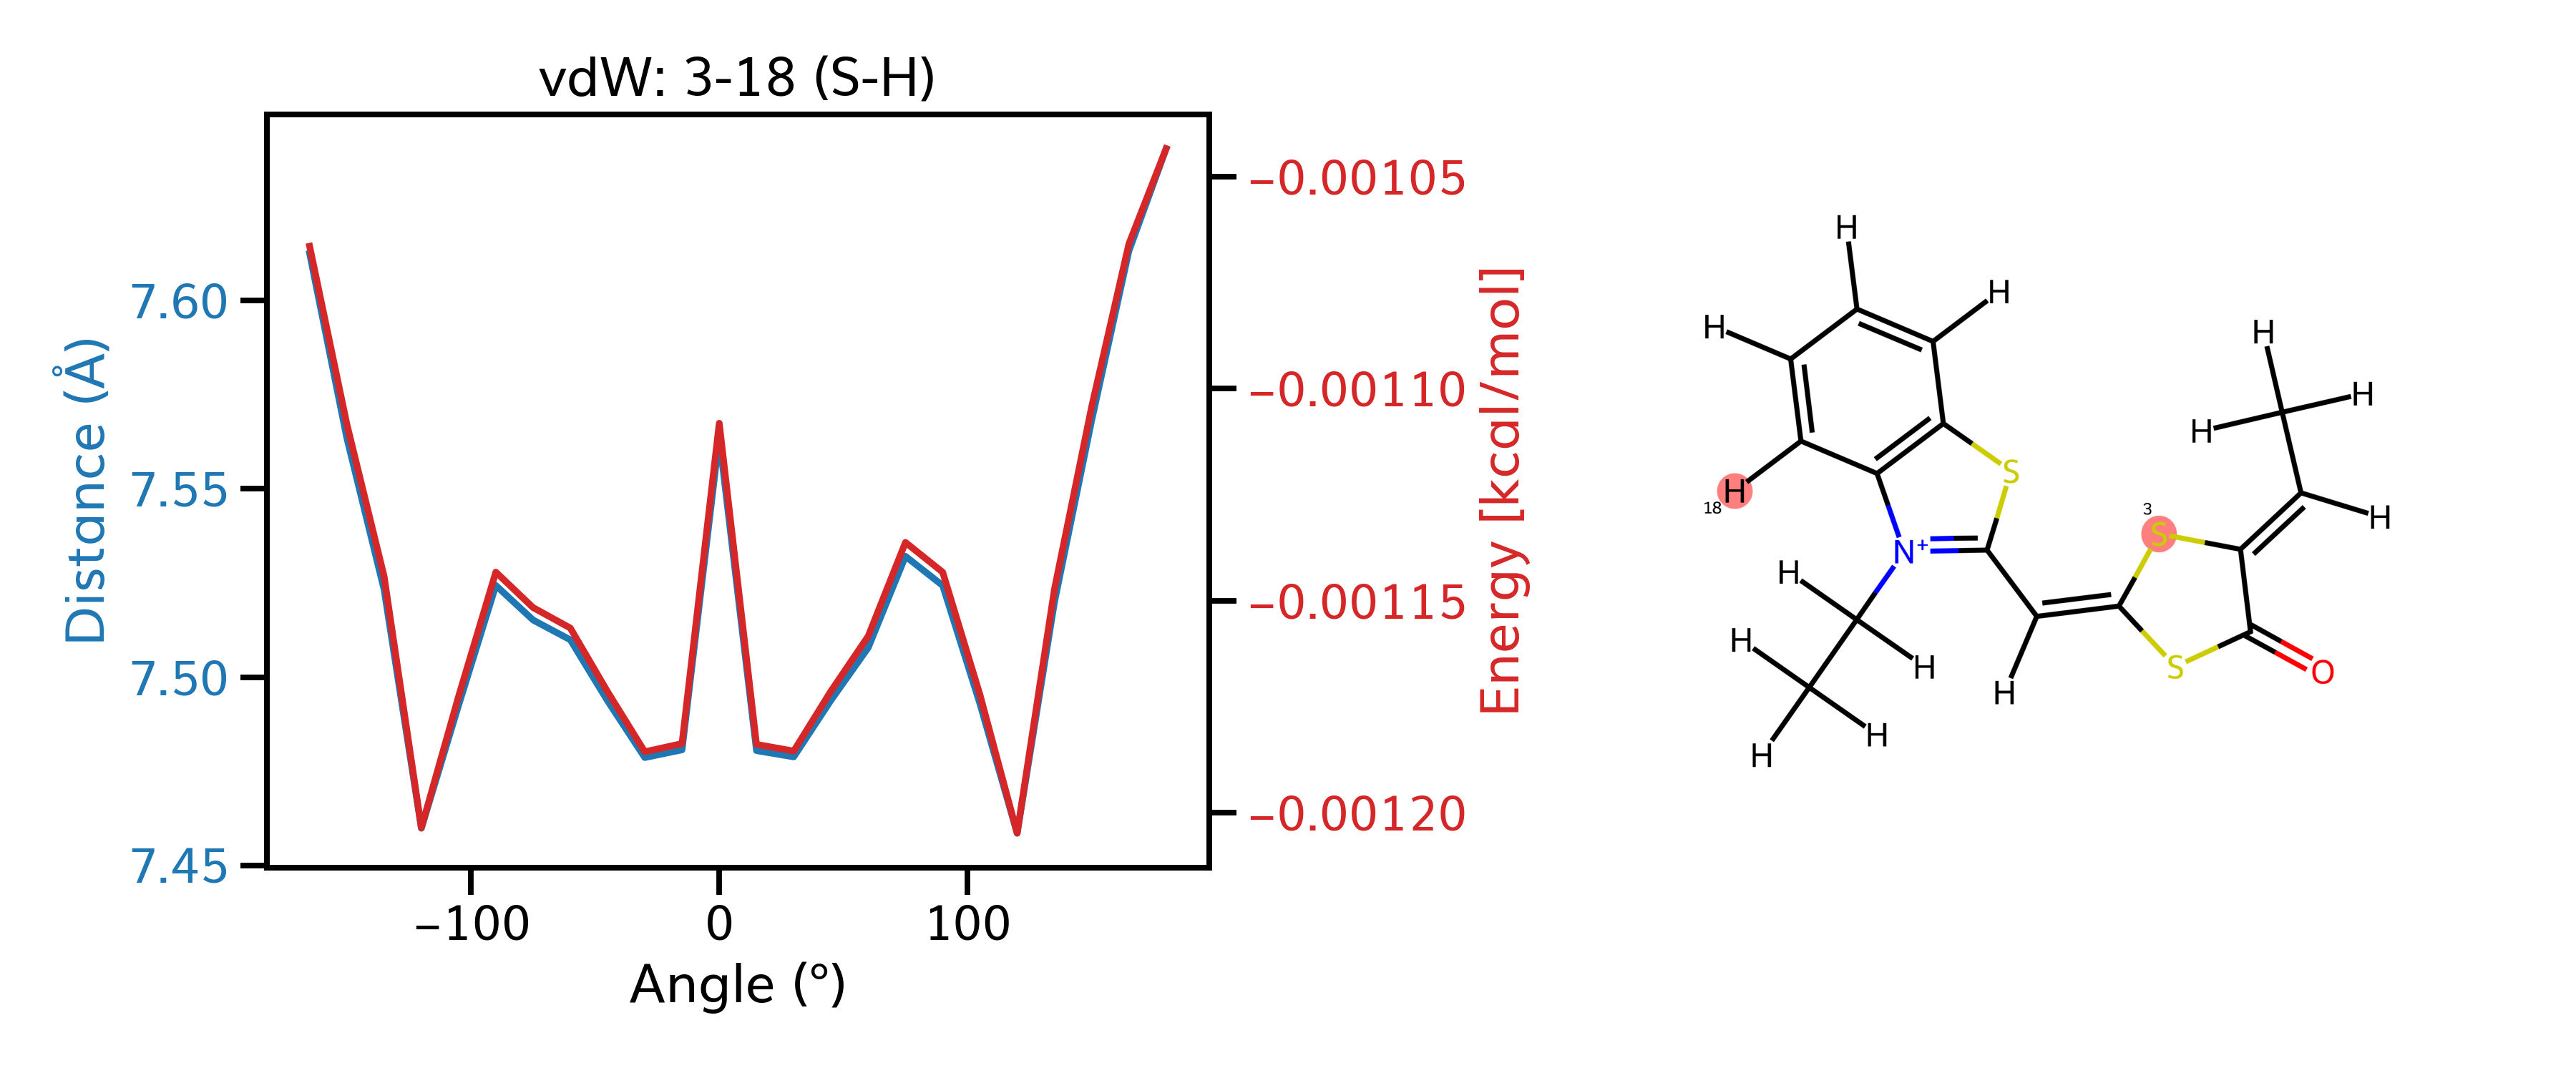 vdW: 3-18 (S-H)
Distance (Å)
7.60
7.55
7.50
7.45
−100
0
100
Angle (°)
−0.00105
−0.00110
−0.00115
−0.00120
Energy [kcal/mol]
H
H
H
H
H
H
18
S
3
S
H
N⁺
H
H
H
H
S
O
H
H
H